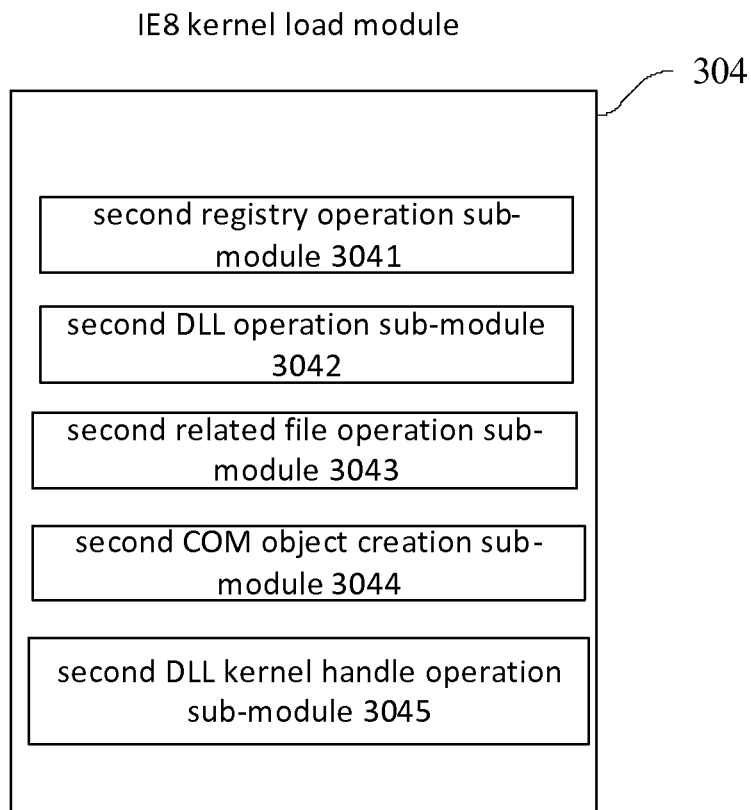 IE8 kernel load module
304
second registry operation sub-
module 3041
second DLL operation sub-module
3042
second related file operation sub-
module 3043
second COM object creation sub-
module 3044
second DLL kernel handle operation
sub-module 3045